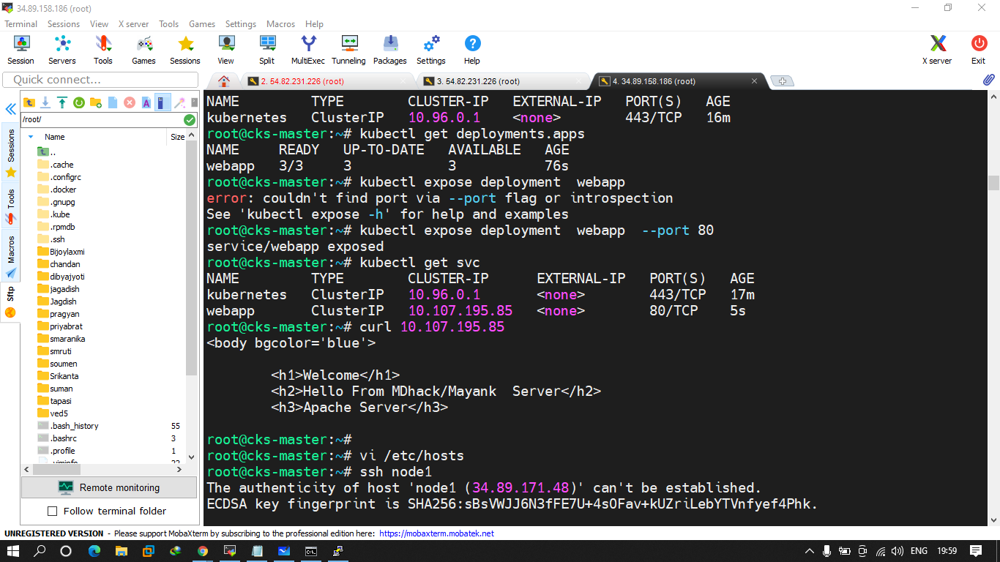 34.89.158.186 (root)
Terminal Sessions View X server Tools Games Settings Macros Help
Session Servers Tools Games Sessions View Split MultiExec Tunneling Packages Settings Help X server Exit
Quick connect...
2. 54.82.231.226 (root)
3. 54.82.231.226 (root)
4. 34.89.158.186 (root)
/root/
Name Size
..
.cache
.configrc
.docker
.gnupg
.kube
.rpmdb
.ssh
Bijoylaxmi
chandan
dibyajyoti
jagadish
Jagdish
pragyan
priyabrat
smaranika
smruti
soumen
Srikanta
suman
tapasi
ved5
.bash_history 55
.bashrc 3
.profile 1
.viminfo 22
Sessions
Tools
Macros
Sftp
Remote monitoring
Follow terminal folder
NAME TYPE CLUSTER-IP EXTERNAL-IP PORT(S) AGE
kubernetes ClusterIP 10.96.0.1 <none> 443/TCP 16m
root@cks-master:~# kubectl get deployments.apps
NAME READY UP-TO-DATE AVAILABLE AGE
webapp 3/3 3 3 76s
root@cks-master:~# kubectl expose deployment  webapp
error: couldn't find port via --port flag or introspection
See 'kubectl expose -h' for help and examples
root@cks-master:~# kubectl expose deployment  webapp  --port 80
service/webapp exposed
root@cks-master:~# kubectl get svc
NAME TYPE CLUSTER-IP EXTERNAL-IP PORT(S) AGE
kubernetes ClusterIP 10.96.0.1 <none> 443/TCP 17m
webapp ClusterIP 10.107.195.85 <none> 80/TCP 5s
root@cks-master:~# curl 10.107.195.85
<body bgcolor='blue'>
<h1>Welcome</h1>
<h2>Hello From MDhack/Mayank  Server</h2>
<h3>Apache Server</h3>
root@cks-master:~#
root@cks-master:~# vi /etc/hosts
root@cks-master:~# ssh node1
The authenticity of host 'node1 (34.89.171.48)' can't be established.
ECDSA key fingerprint is SHA256:sBsVWJJ6N3fFE7U+4sOFav+kUZriLebYTVnfyef4Phk.
UNREGISTERED VERSION - Please support MobaXterm by subscribing to the professional edition here: https://mobaxterm.mobatek.net
ENG 19:59